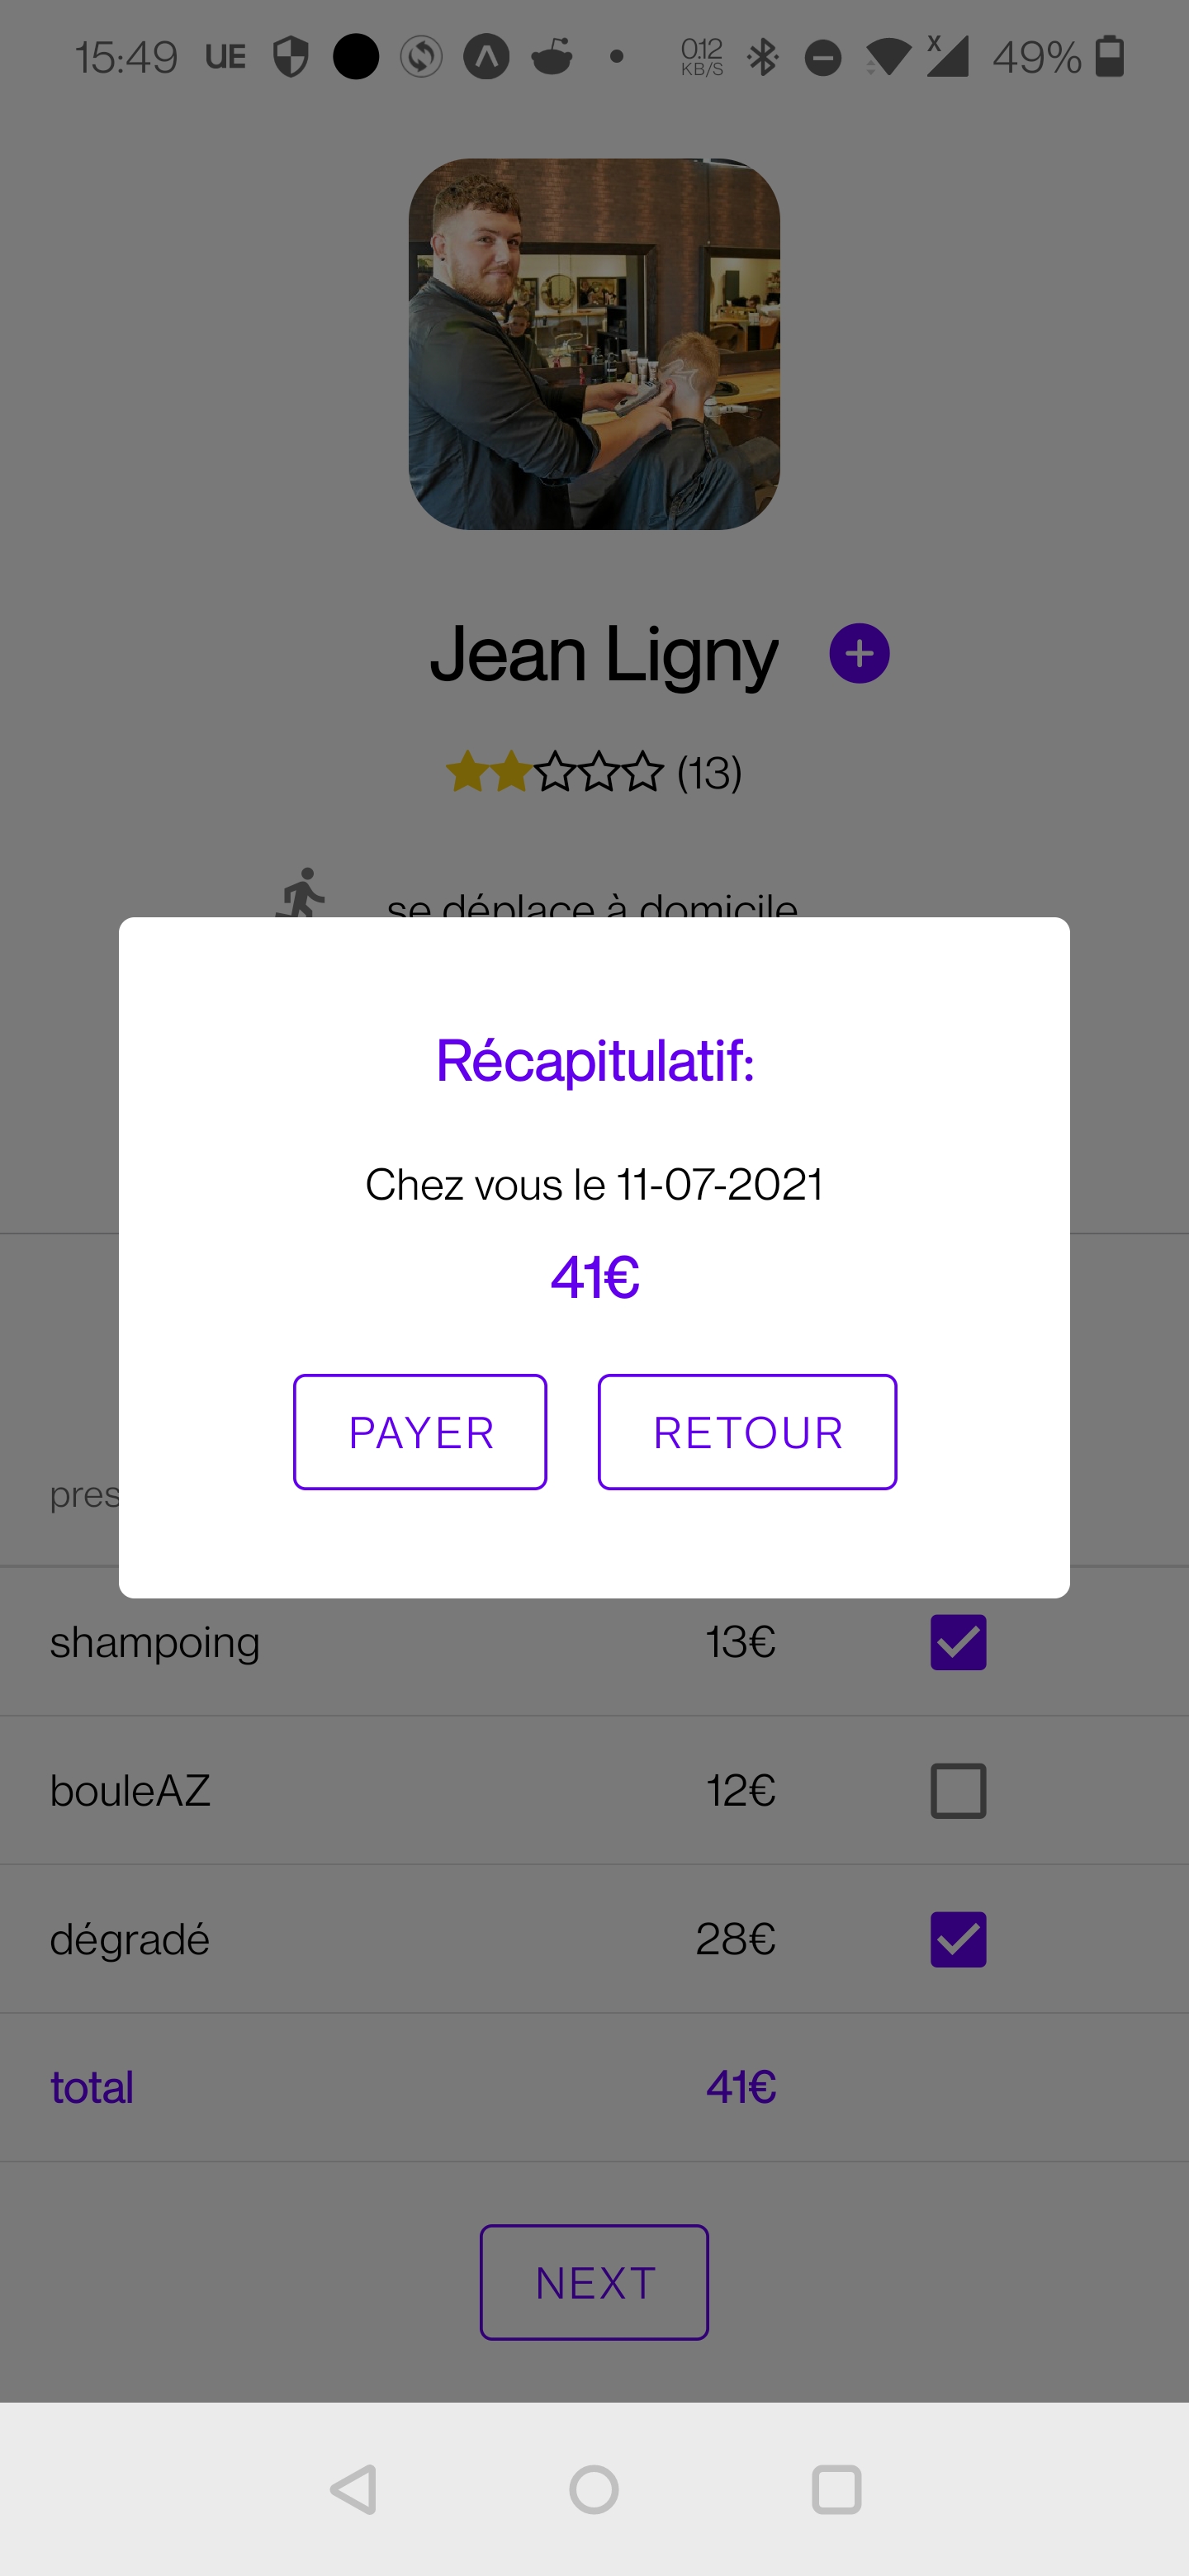 15:49 UE 0.12 KB/S 49%
Jean Ligny
(13)
se déplace à domicile
Récapitulatif:
Chez vous le 11-07-2021
41€
PAYER RETOUR
pres
shampoing 13€
bouleAZ 12€
dégradé 28€
total 41€
NEXT